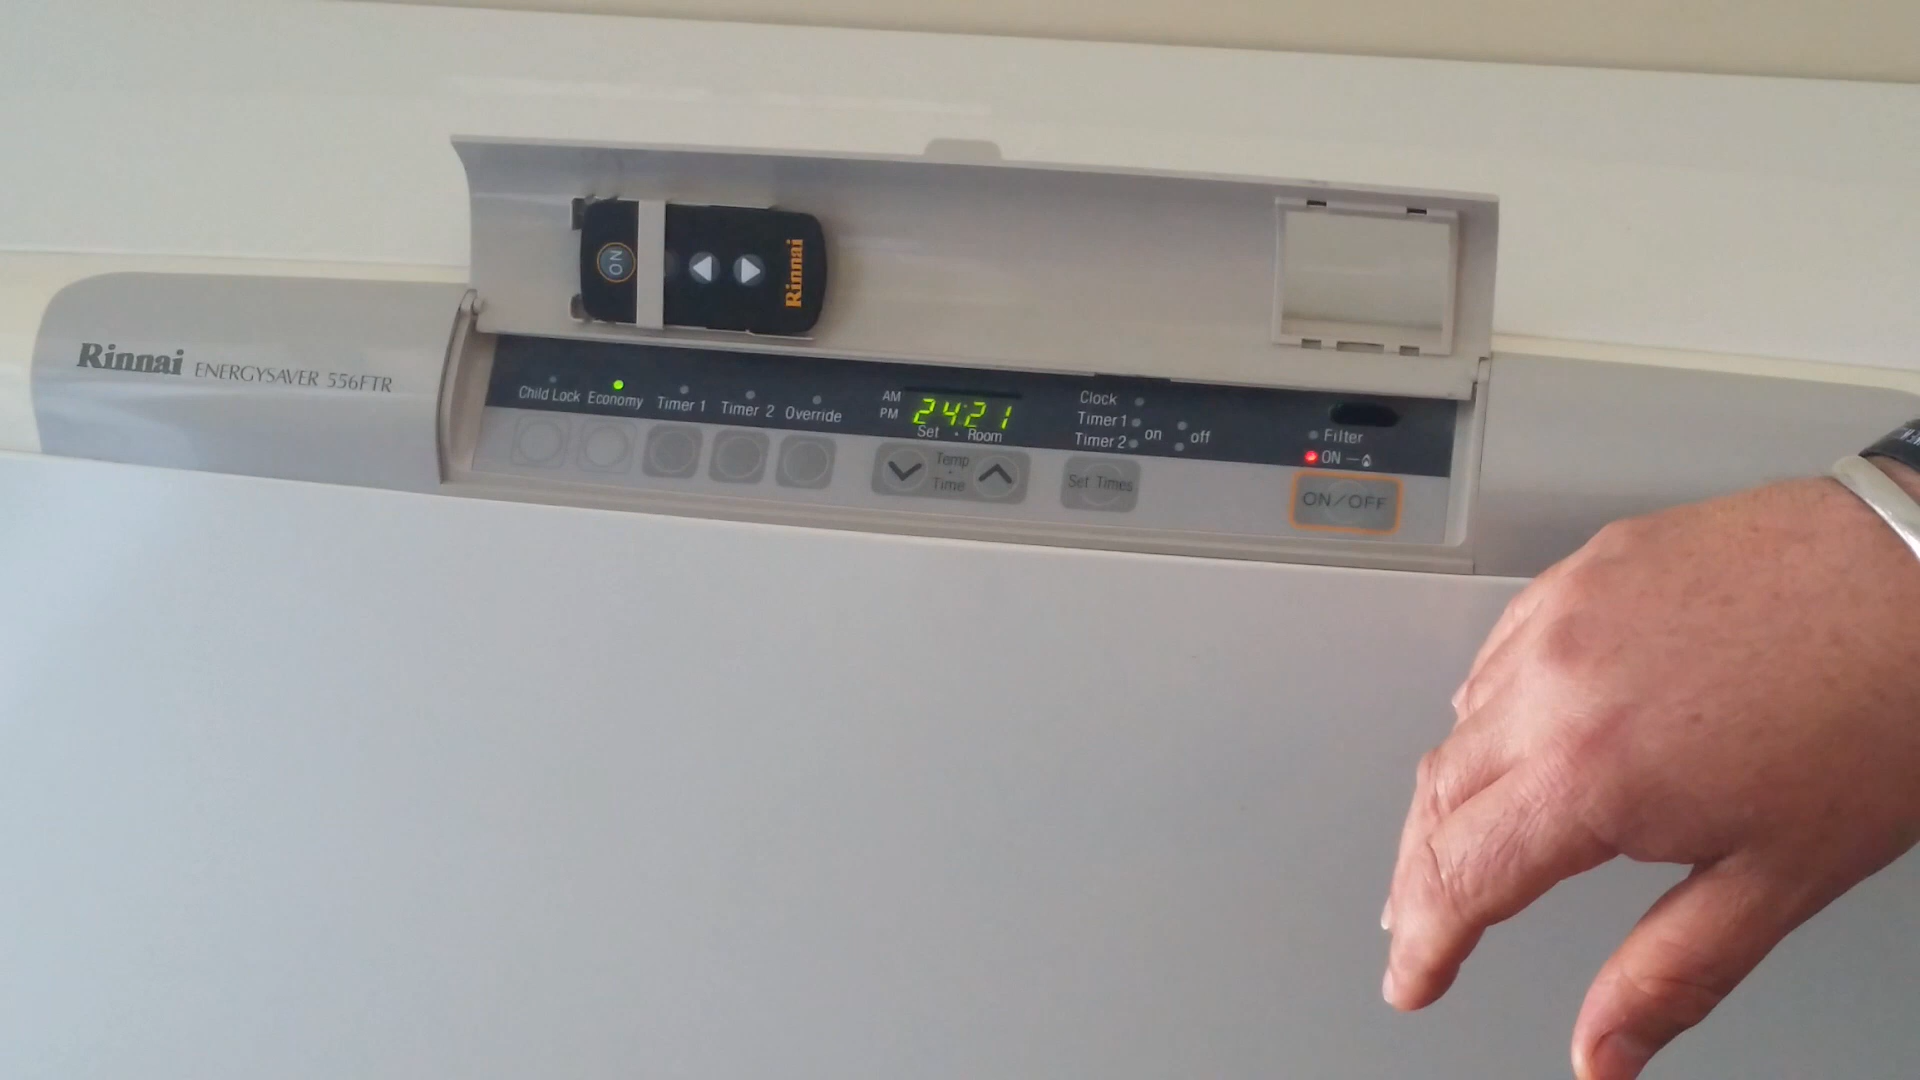 ON
Rinnai
Rinnai ENERGYSAVER 556FTR
Child Lock Economy Timer 1 Timer 2 Override
AM
PM
24:21
Set · Room
Temp
-
Time
Clock
Timer 1
Timer 2
on
off
Set Times
Filter
ON
ON/OFF